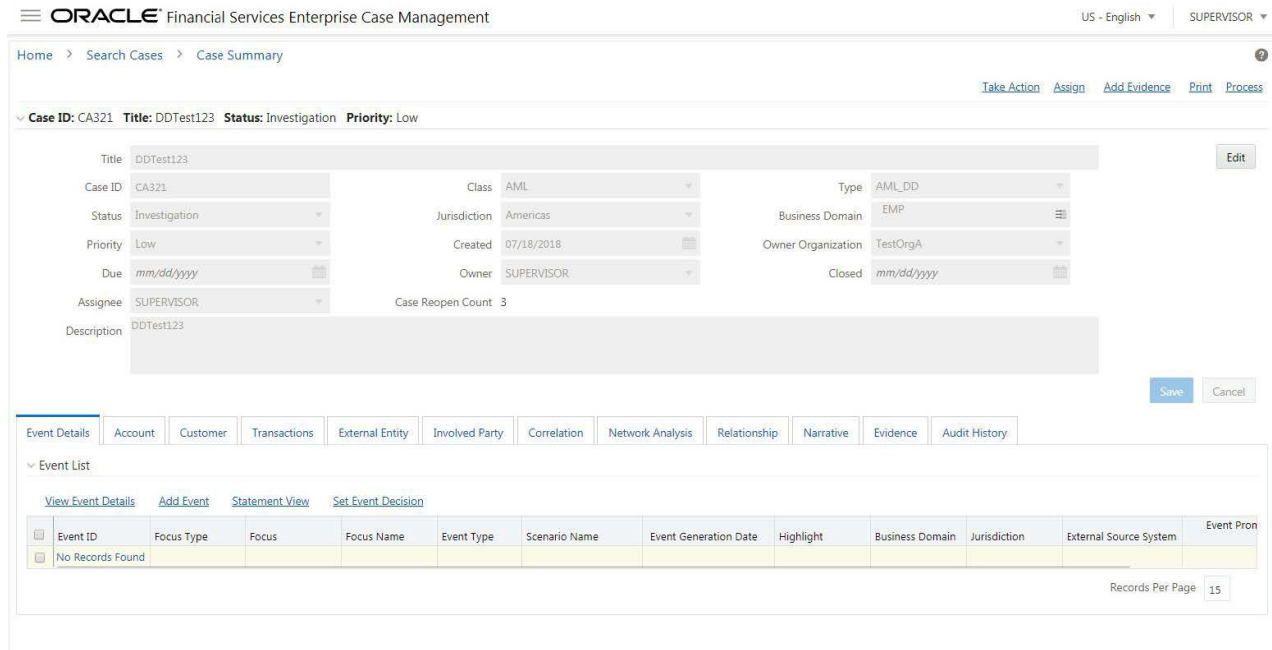 ORACLE Financial Services Enterprise Case Management US - English SUPERVISOR
Home > Search Cases > Case Summary
Take Action Assign Add Evidence Print Process
Case ID: CA321 Title: DDTest123 Status: Investigation Priority: Low
Title DDTest123 Edit
Case ID CA321 Class AML Type AML_DD
Status Investigation Jurisdiction Americas Business Domain EMP
Priority Low Created 07/18/2018 Owner Organization TestOrgA
Due mm/dd/yyyy Owner SUPERVISOR Closed mm/dd/yyyy
Assignee SUPERVISOR Case Reopen Count 3
Description DDTest123
Save Cancel
Event Details Account Customer Transactions External Entity Involved Party Correlation Network Analysis Relationship Narrative Evidence Audit History
Event List
View Event Details Add Event Statement View Set Event Decision
Event ID Focus Type Focus Focus Name Event Type Scenario Name Event Generation Date Highlight Business Domain Jurisdiction External Source System Event Pron
No Records Found
Records Per Page 15